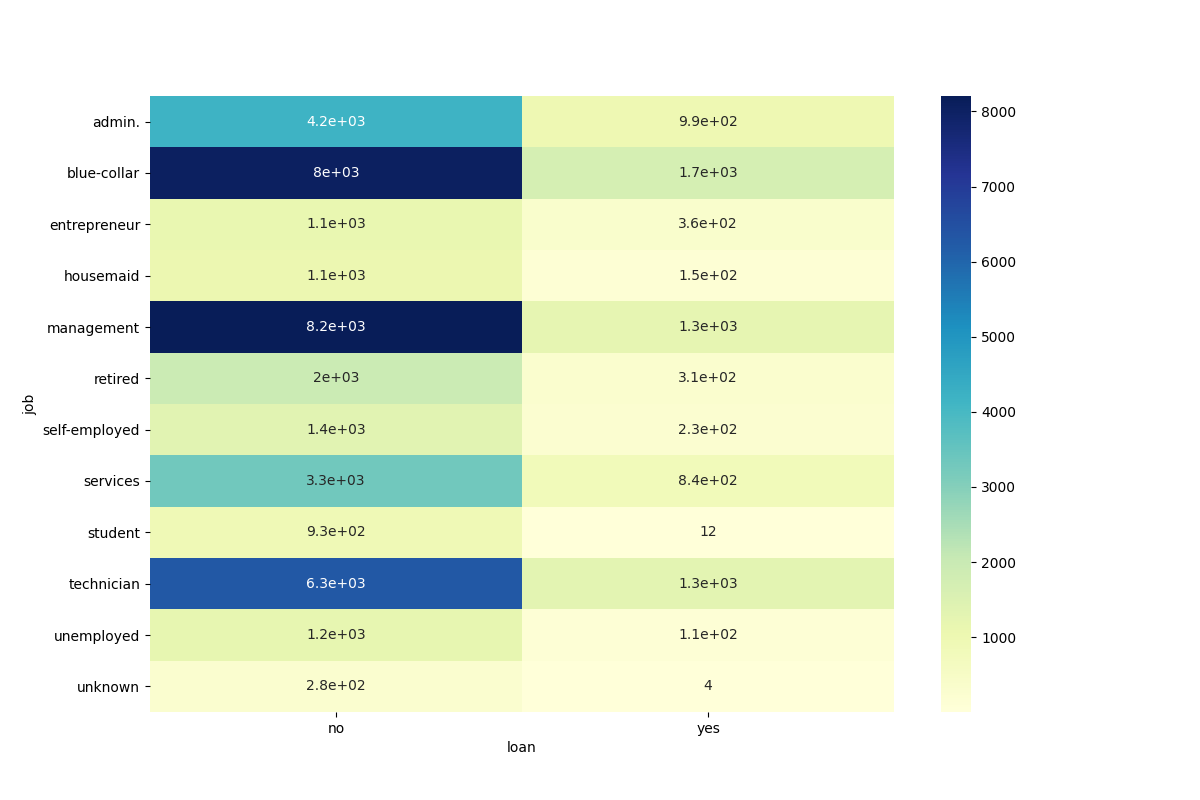 admin. 4.2e+03 9.9e+02
blue-collar 8e+03 1.7e+03
entrepreneur 1.1e+03 3.6e+02
housemaid 1.1e+03 1.5e+02
management 8.2e+03 1.3e+03
retired 2e+03 3.1e+02
self-employed 1.4e+03 2.3e+02
services 3.3e+03 8.4e+02
student 9.3e+02 12
technician 6.3e+03 1.3e+03
unemployed 1.2e+03 1.1e+02
unknown 2.8e+02 4
no yes
loan
job
8000
7000
6000
5000
4000
3000
2000
1000